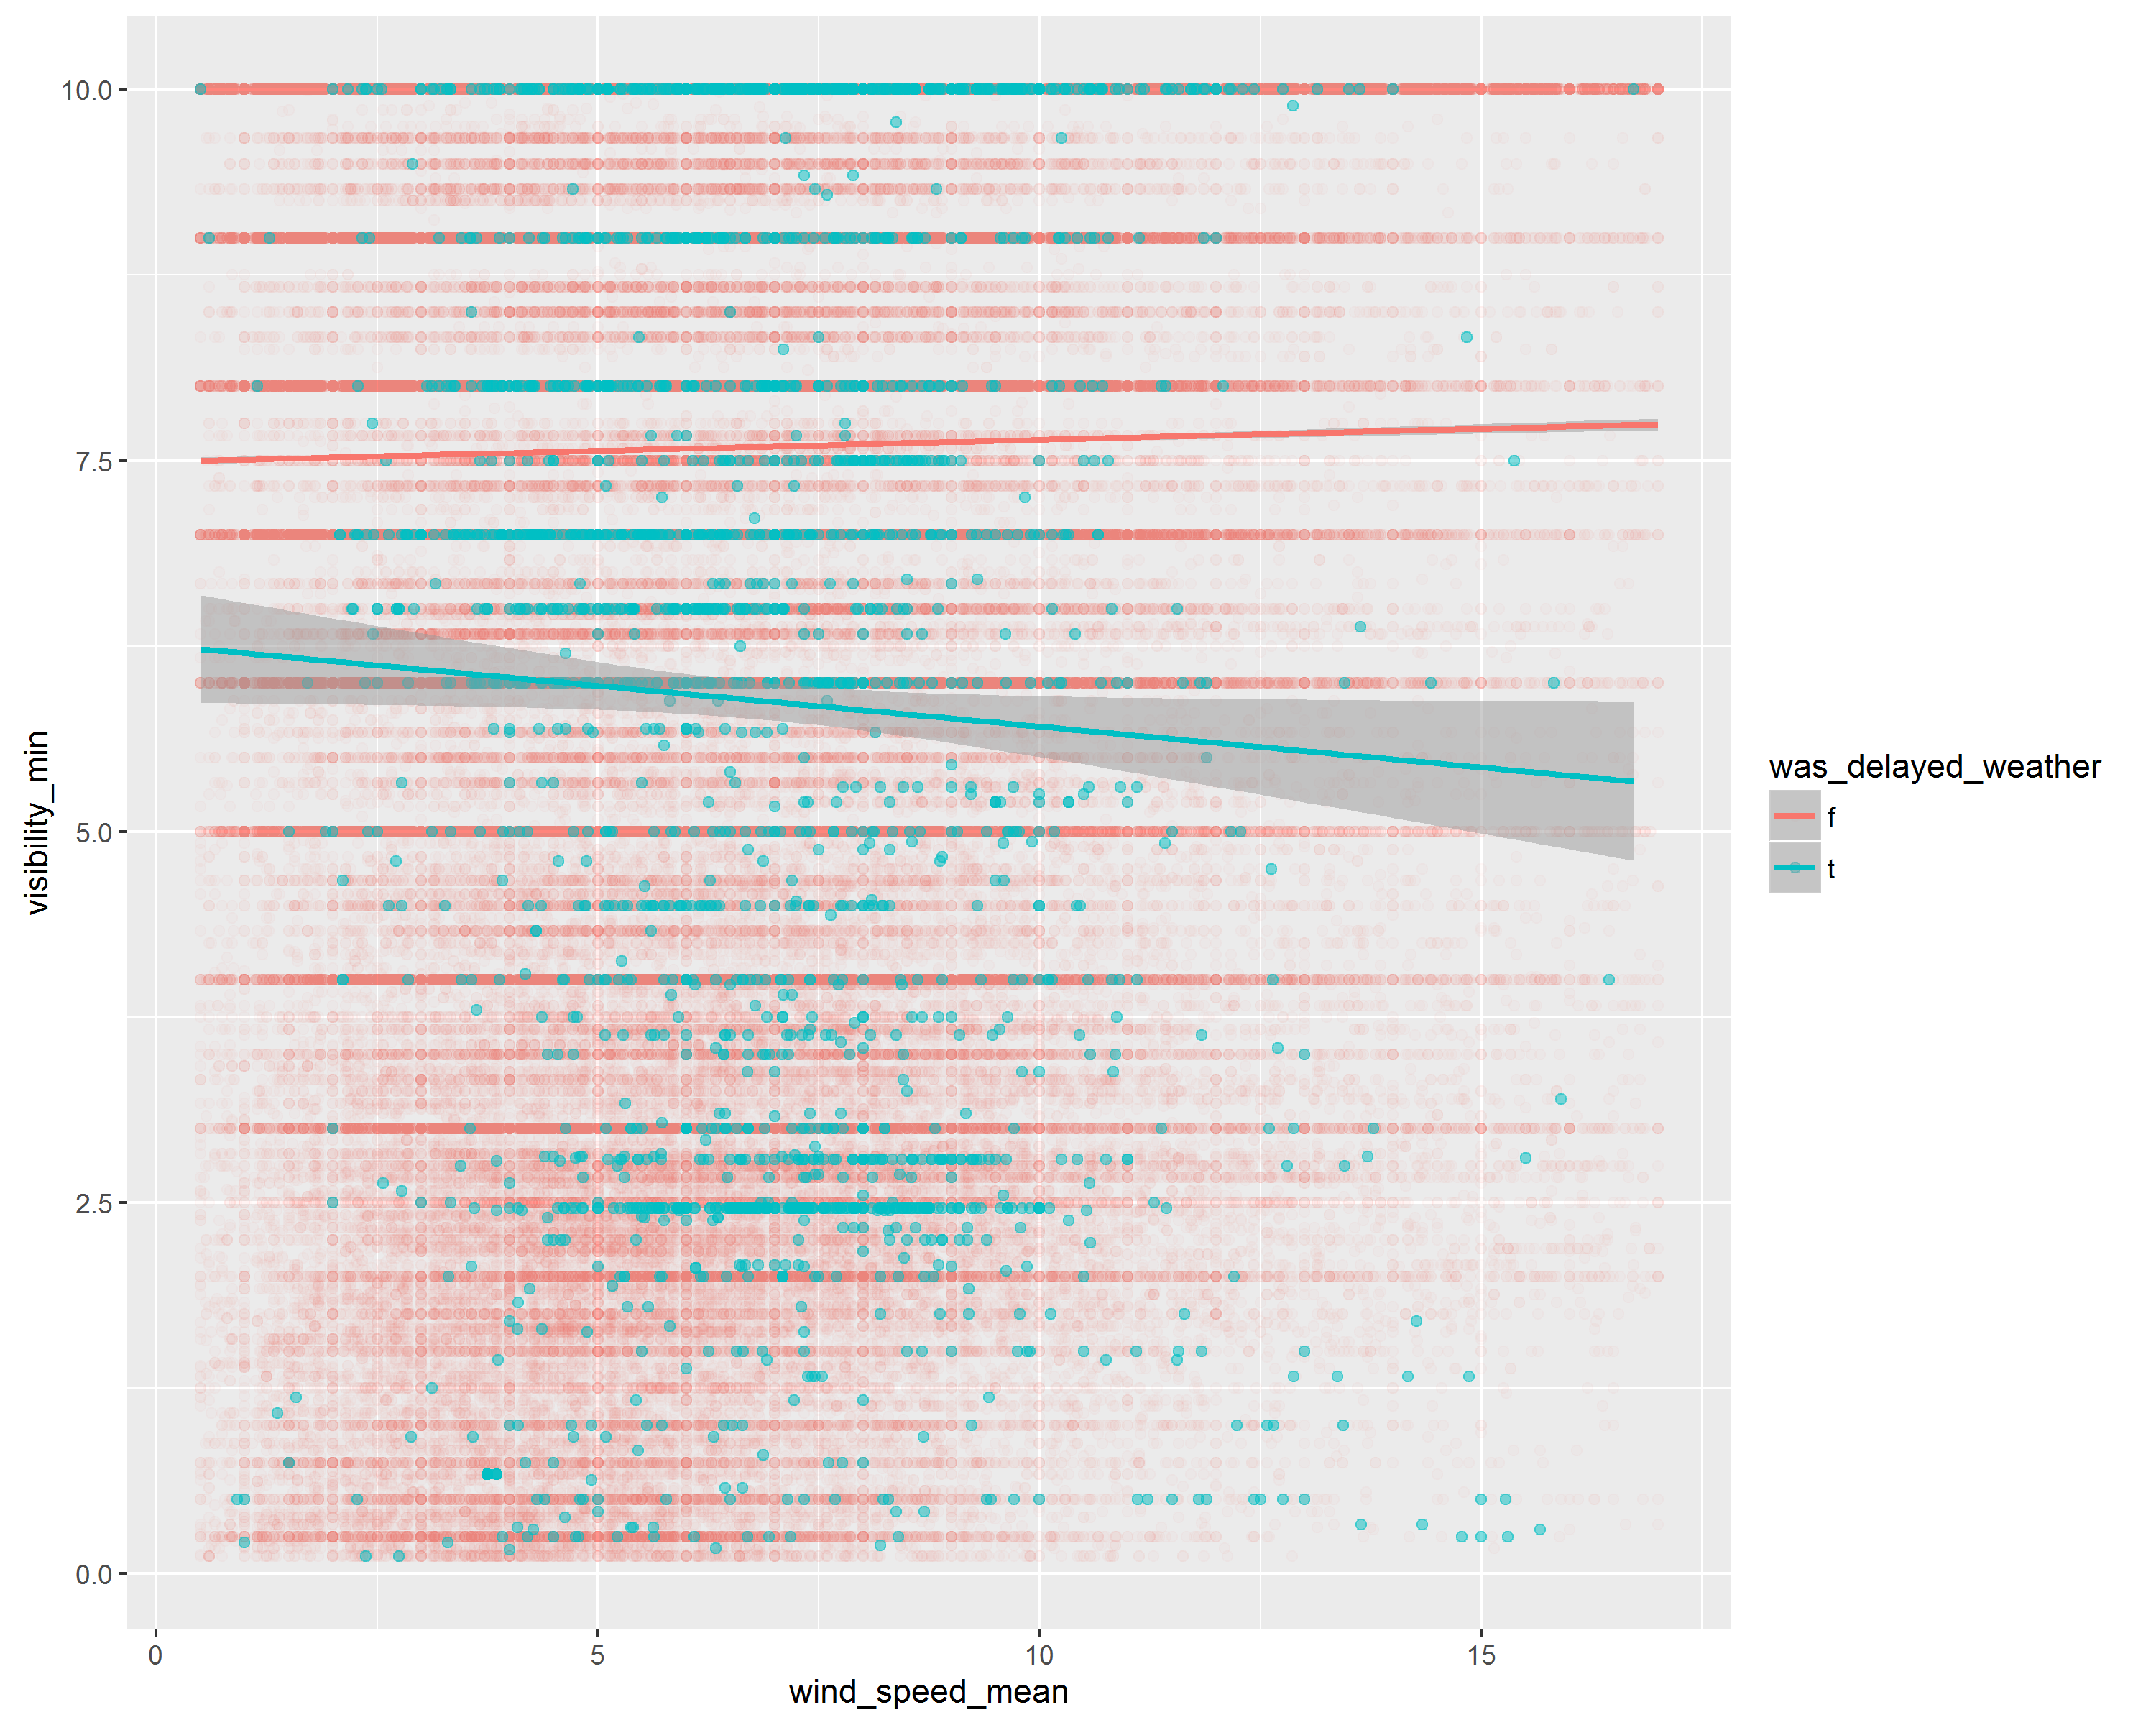 10.0
7.5
5.0
2.5
0.0
visibility_min
0 5 10 15
wind_speed_mean
was_delayed_weather
f
t